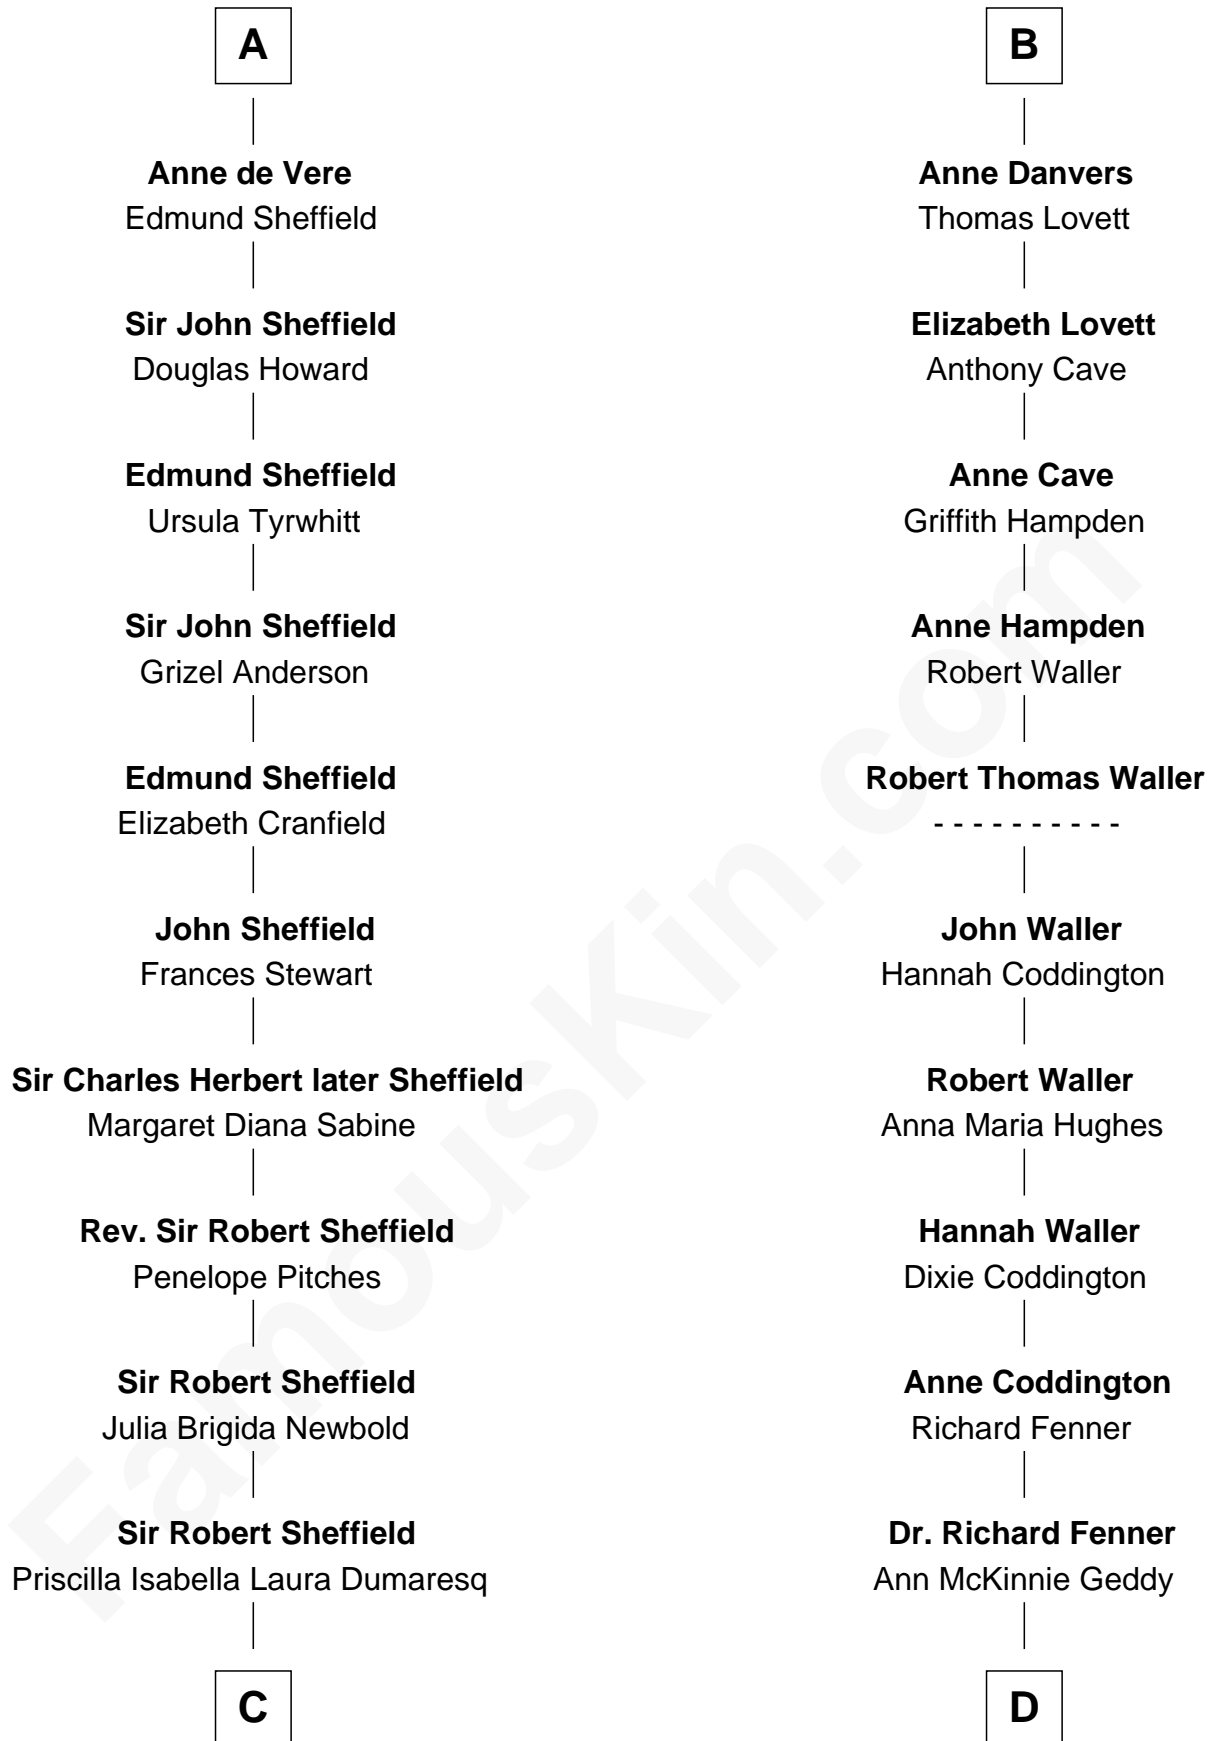 A
Anne de Vere
Edmund Sheffield
Sir John Sheffield
Douglas Howard
Edmund Sheffield
Ursula Tyrwhitt
Sir John Sheffield
Grizel Anderson
Edmund Sheffield
Elizabeth Cranfield
John Sheffield
Frances Stewart
Sir Charles Herbert later Sheffield
Margaret Diana Sabine
Rev. Sir Robert Sheffield
Penelope Pitches
Sir Robert Sheffield
Julia Brigida Newbold
Sir Robert Sheffield
Priscilla Isabella Laura Dumaresq
C
B
Anne Danvers
Thomas Lovett
Elizabeth Lovett
Anthony Cave
Anne Cave
Griffith Hampden
Anne Hampden
Robert Waller
Robert Thomas Waller
- - - - - - - - - -
John Waller
Hannah Coddington
Robert Waller
Anna Maria Hughes
Hannah Waller
Dixie Coddington
Anne Coddington
Richard Fenner
Dr. Richard Fenner
Ann McKinnie Geddy
D
FamousKin.com